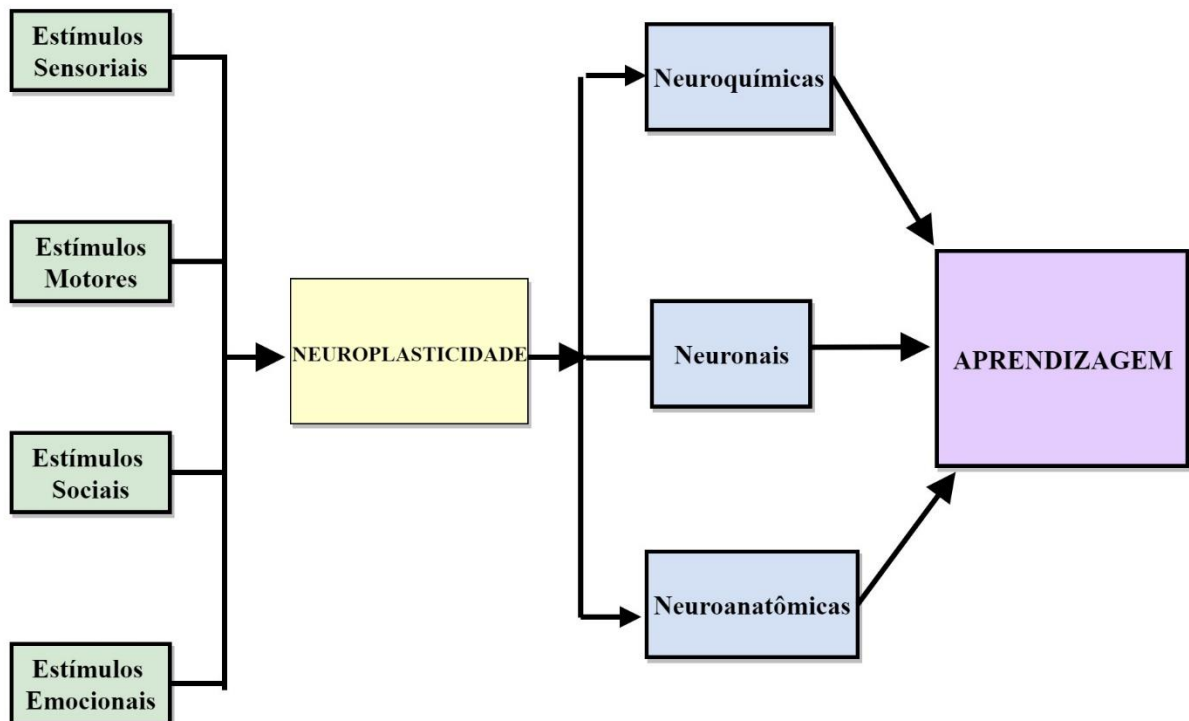 Estímulos
Sensoriais
Estímulos
Motores
Estímulos
Sociais
Estímulos
Emocionais
NEUROPLASTICIDADE
Neuroquímicas
Neuronais
Neuroanatômicas
APRENDIZAGEM